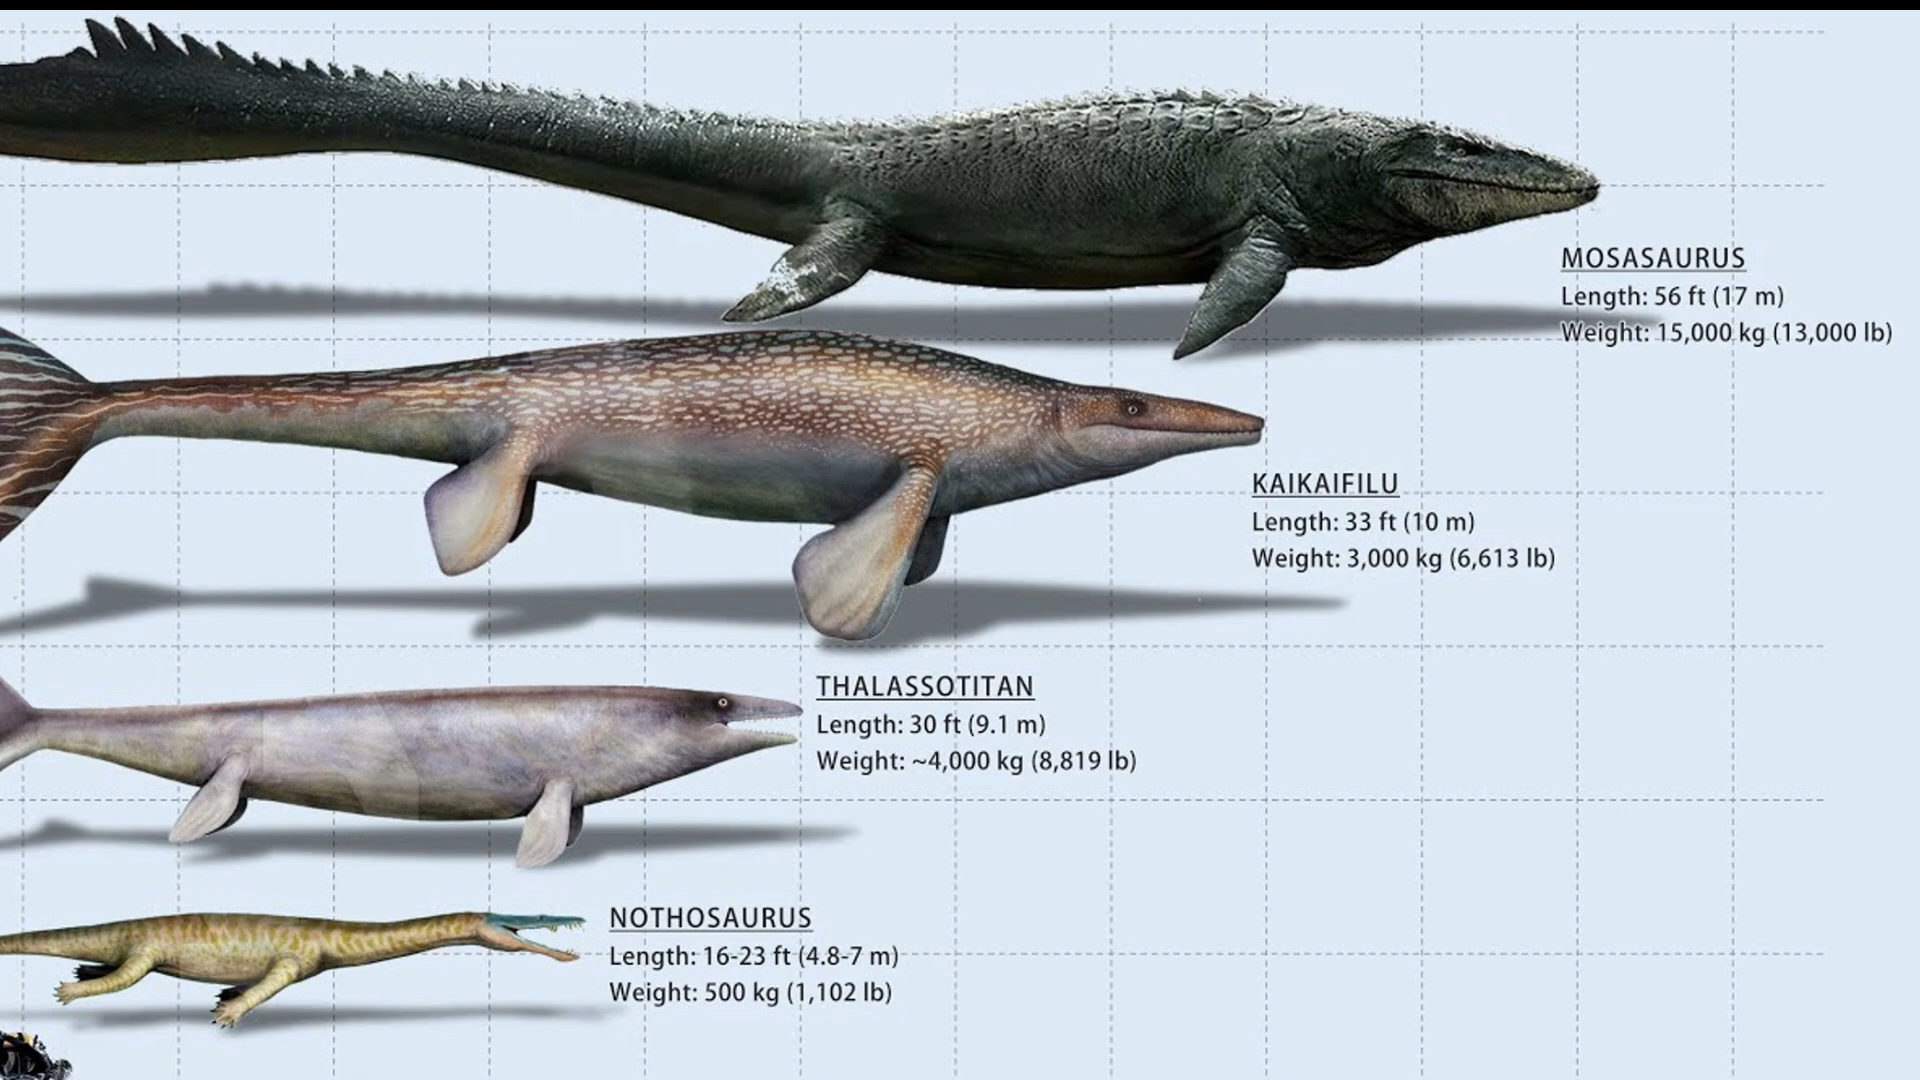 MOSASAURUS
Length: 56 ft (17 m)
Weight: 15,000 kg (13,000 lb)
KAIKAIFILU
Length: 33 ft (10 m)
Weight: 3,000 kg (6,613 lb)
THALASSOTITAN
Length: 30 ft (9.1 m)
Weight: ~4,000 kg (8,819 lb)
NOTHOSAURUS
Length: 16-23 ft (4.8-7 m)
Weight: 500 kg (1,102 lb)